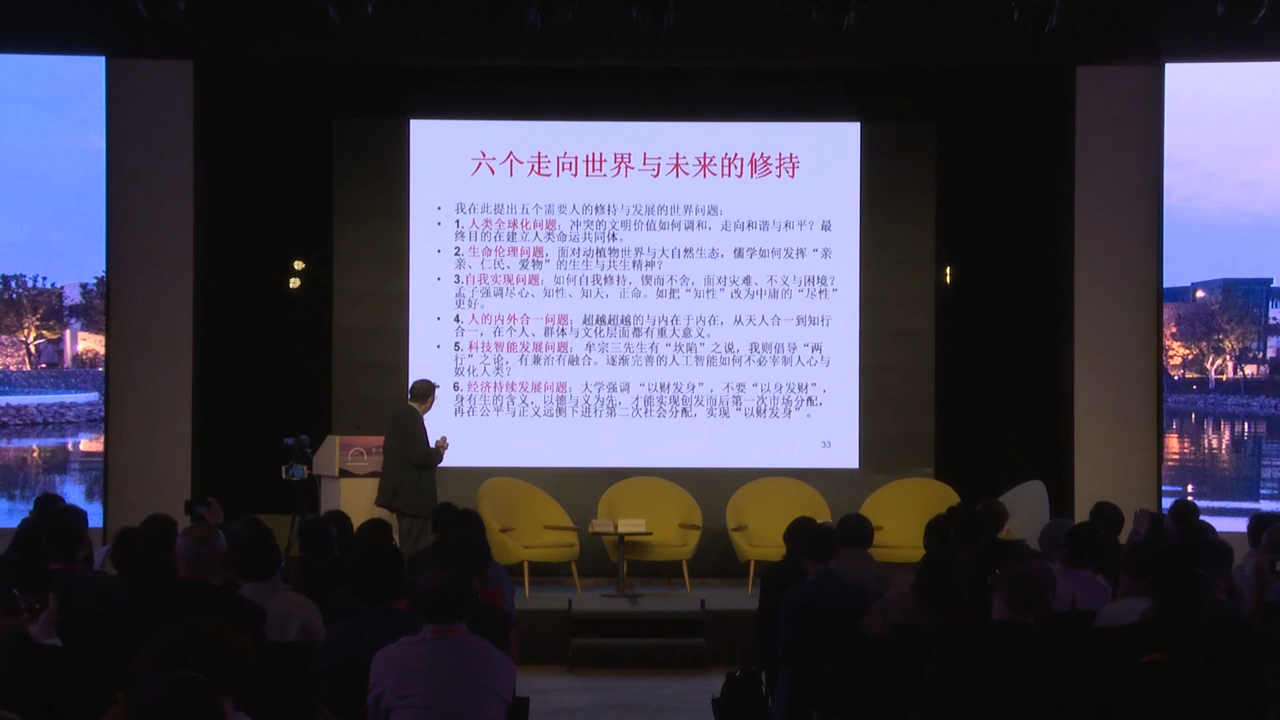 六个走向世界与未来的修持
• 我在此提出五个需要人的修持与发展的世界问题:
• 1. 人类全球化问题：冲突的文明价值如何调和，走向和谐与和平？最
终目的在建立人类命运共同体。
• 2. 生命伦理问题，面对动植物世界与大自然生态，儒学如何发挥“亲
亲、仁民、爱物”的生生与共生精神？
• 3.自我实现问题：如何自我修持，锲而不舍，面对灾难、不义与困境？
孟子强调尽心、知性、知天，正命。如把“知性”改为中庸的“尽性”
更好。
• 4. 人的内外合一问题：超越超越的与内在于内在，从天人合一到知行
合一，在个人、群体与文化层面都有重大意义。
• 5. 科技智能发展问题： 牟宗三先生有“坎陷”之说，我则倡导“两
行”之论，有兼治有融合。逐渐完善的人工智能如何不必宰制人心与
奴化人类？
6. 经济持续发展问题：大学强调 “以财发身”，不要“以身发财”，
身有生的含义，以德与义为先，才能实现创发而后第一次市场分配，
再在公平与正义远侧下进行第二次社会分配，实现“以财发身”。
33